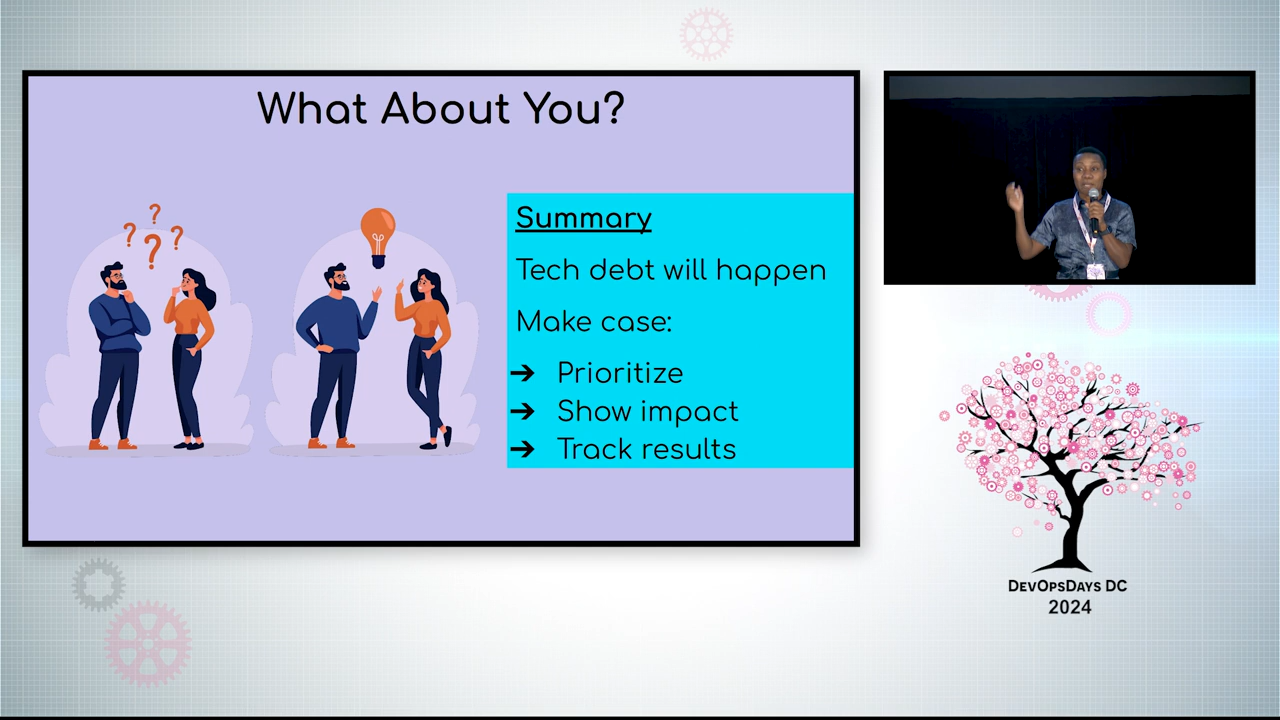 What About You?
? ? ? ?
Summary
Tech debt will happen
Make case:
➔ Prioritize
➔ Show impact
➔ Track results
DevOpsDays DC
2024